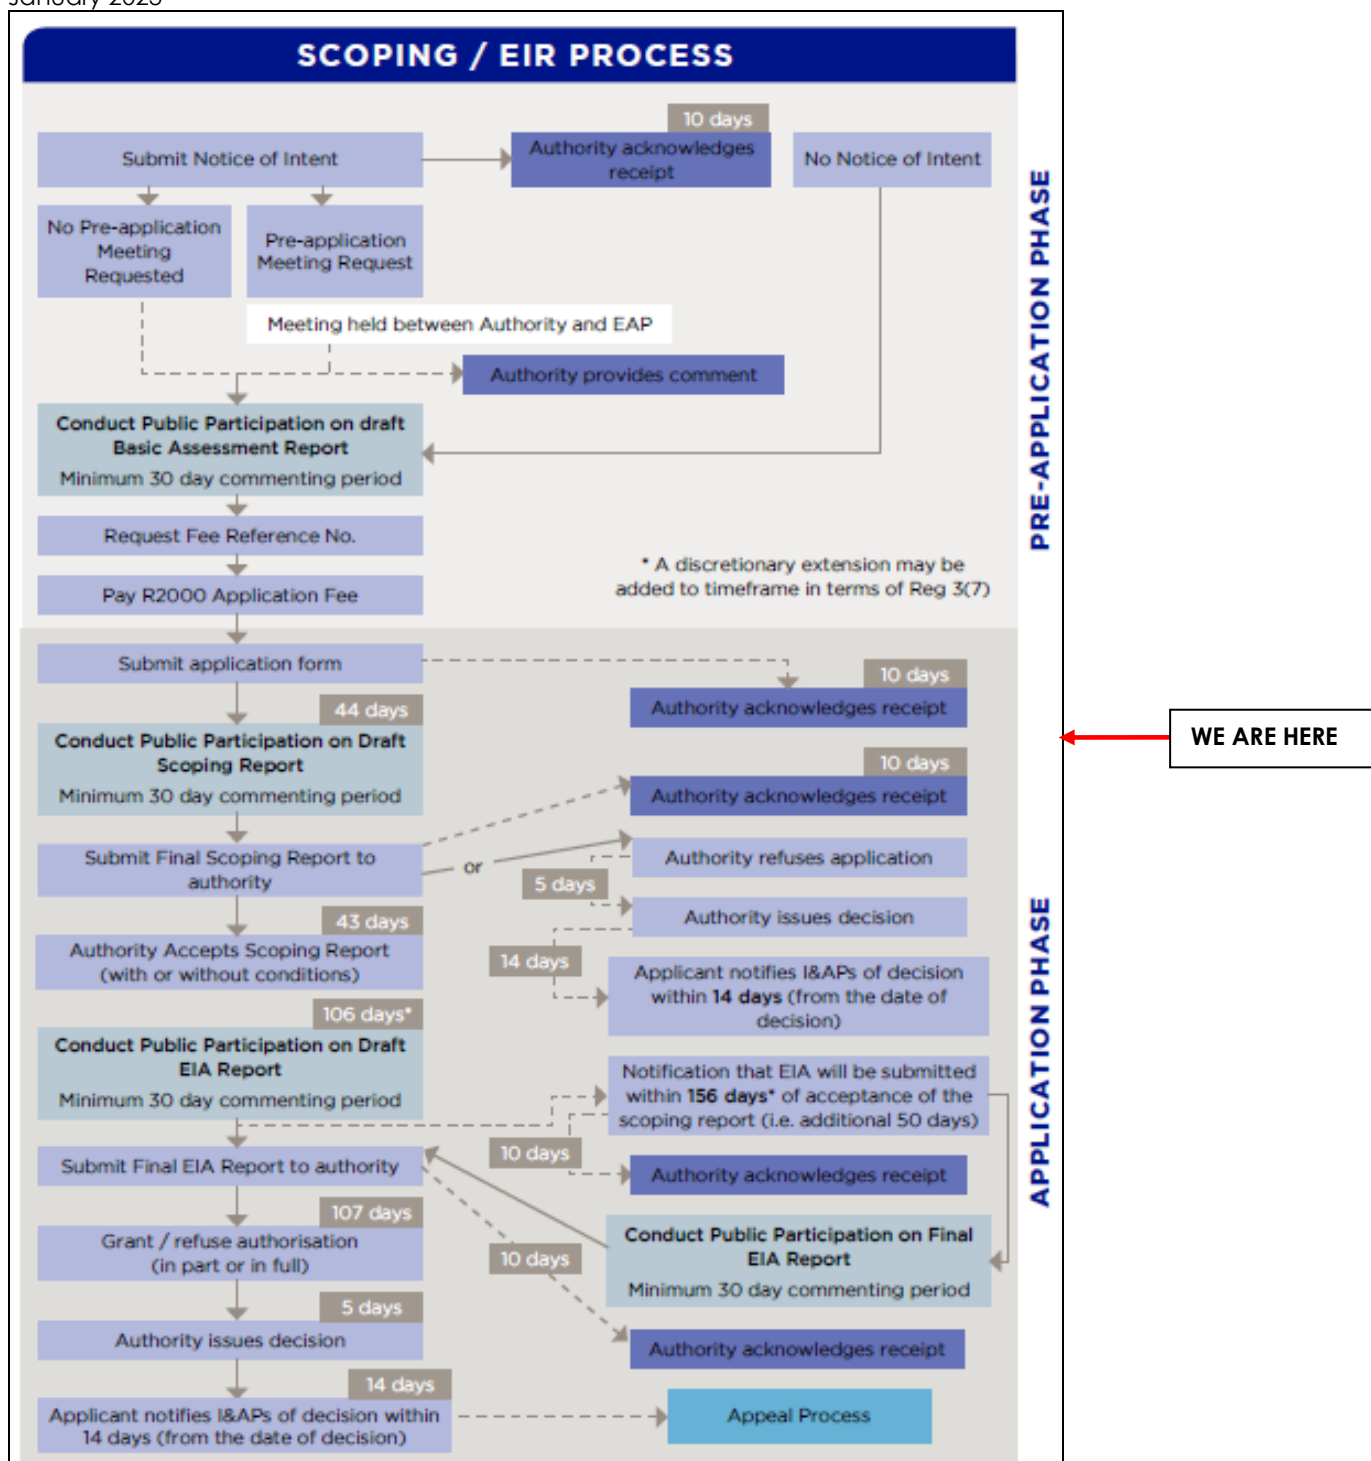 January 2023
SCOPING / EIR PROCESS
10 days
Submit Notice of Intent
Authority acknowledges
receipt
No Notice of Intent
No Pre-application
Meeting
Requested
Pre-application
Meeting Request
Meeting held between Authority and EAP
Authority provides comment
Conduct Public Participation on draft
Basic Assessment Report
Minimum 30 day commenting period
Request Fee Reference No.
Pay R2000 Application Fee
* A discretionary extension may be
added to timeframe in terms of Reg 3(7)
PRE-APPLICATION PHASE
Submit application form
10 days
Authority acknowledges receipt
44 days
Conduct Public Participation on Draft
Scoping Report
Minimum 30 day commenting period
WE ARE HERE
10 days
Authority acknowledges receipt
Submit Final Scoping Report to
authority
or
Authority refuses application
5 days
Authority issues decision
43 days
Authority Accepts Scoping Report
(with or without conditions)
14 days
Applicant notifies I&APs of decision
within 14 days (from the date of
decision)
106 days*
Conduct Public Participation on Draft
EIA Report
Minimum 30 day commenting period
Notification that EIA will be submitted
within 156 days* of acceptance of the
scoping report (i.e. additional 50 days)
10 days
Authority acknowledges receipt
Submit Final EIA Report to authority
107 days
Grant / refuse authorisation
(in part or in full)
10 days
Conduct Public Participation on Final
EIA Report
Minimum 30 day commenting period
5 days
Authority issues decision
Authority acknowledges receipt
14 days
Applicant notifies I&APs of decision within
14 days (from the date of decision)
Appeal Process
APPLICATION PHASE